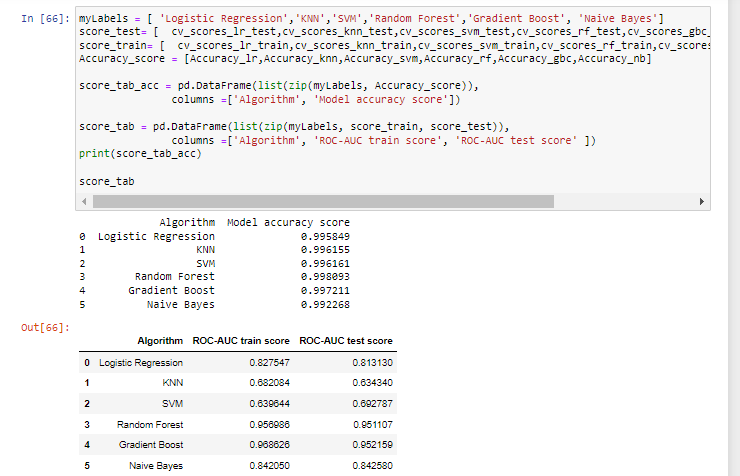 In [66]: myLabels = [ 'Logistic Regression','KNN','SVM','Random Forest','Gradient Boost', 'Naive Bayes']
score_test= [ cv_scores_lr_test,cv_scores_knn_test,cv_scores_svm_test,cv_scores_rf_test,cv_scores_gbc_
score_train= [ cv_scores_lr_train,cv_scores_knn_train,cv_scores_svm_train,cv_scores_rf_train,cv_scores
Accuracy_score = [Accuracy_lr,Accuracy_knn,Accuracy_svm,Accuracy_rf,Accuracy_gbc,Accuracy_nb]
score_tab_acc = pd.DataFrame(list(zip(myLabels, Accuracy_score)),
columns =['Algorithm', 'Model accuracy score'])
score_tab = pd.DataFrame(list(zip(myLabels, score_train, score_test)),
columns =['Algorithm', 'ROC-AUC train score', 'ROC-AUC test score' ])
print(score_tab_acc)
score_tab
Algorithm Model accuracy score
0 Logistic Regression 0.995849
1 KNN 0.996155
2 SVM 0.996161
3 Random Forest 0.998093
4 Gradient Boost 0.997211
5 Naive Bayes 0.992268
Out[66]:
Algorithm ROC-AUC train score ROC-AUC test score
0 Logistic Regression 0.827547 0.813130
1 KNN 0.682084 0.634340
2 SVM 0.639644 0.692787
3 Random Forest 0.956986 0.951107
4 Gradient Boost 0.968626 0.952159
5 Naive Bayes 0.842050 0.842580